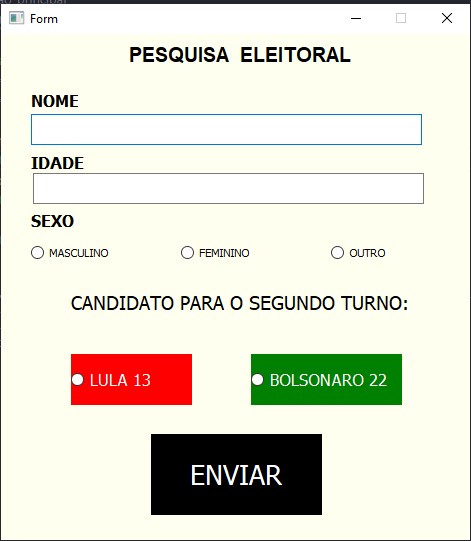 Form
PESQUISA ELEITORAL
NOME
IDADE
SEXO
MASCULINO FEMININO OUTRO
CANDIDATO PARA O SEGUNDO TURNO:
LULA 13 BOLSONARO 22
ENVIAR